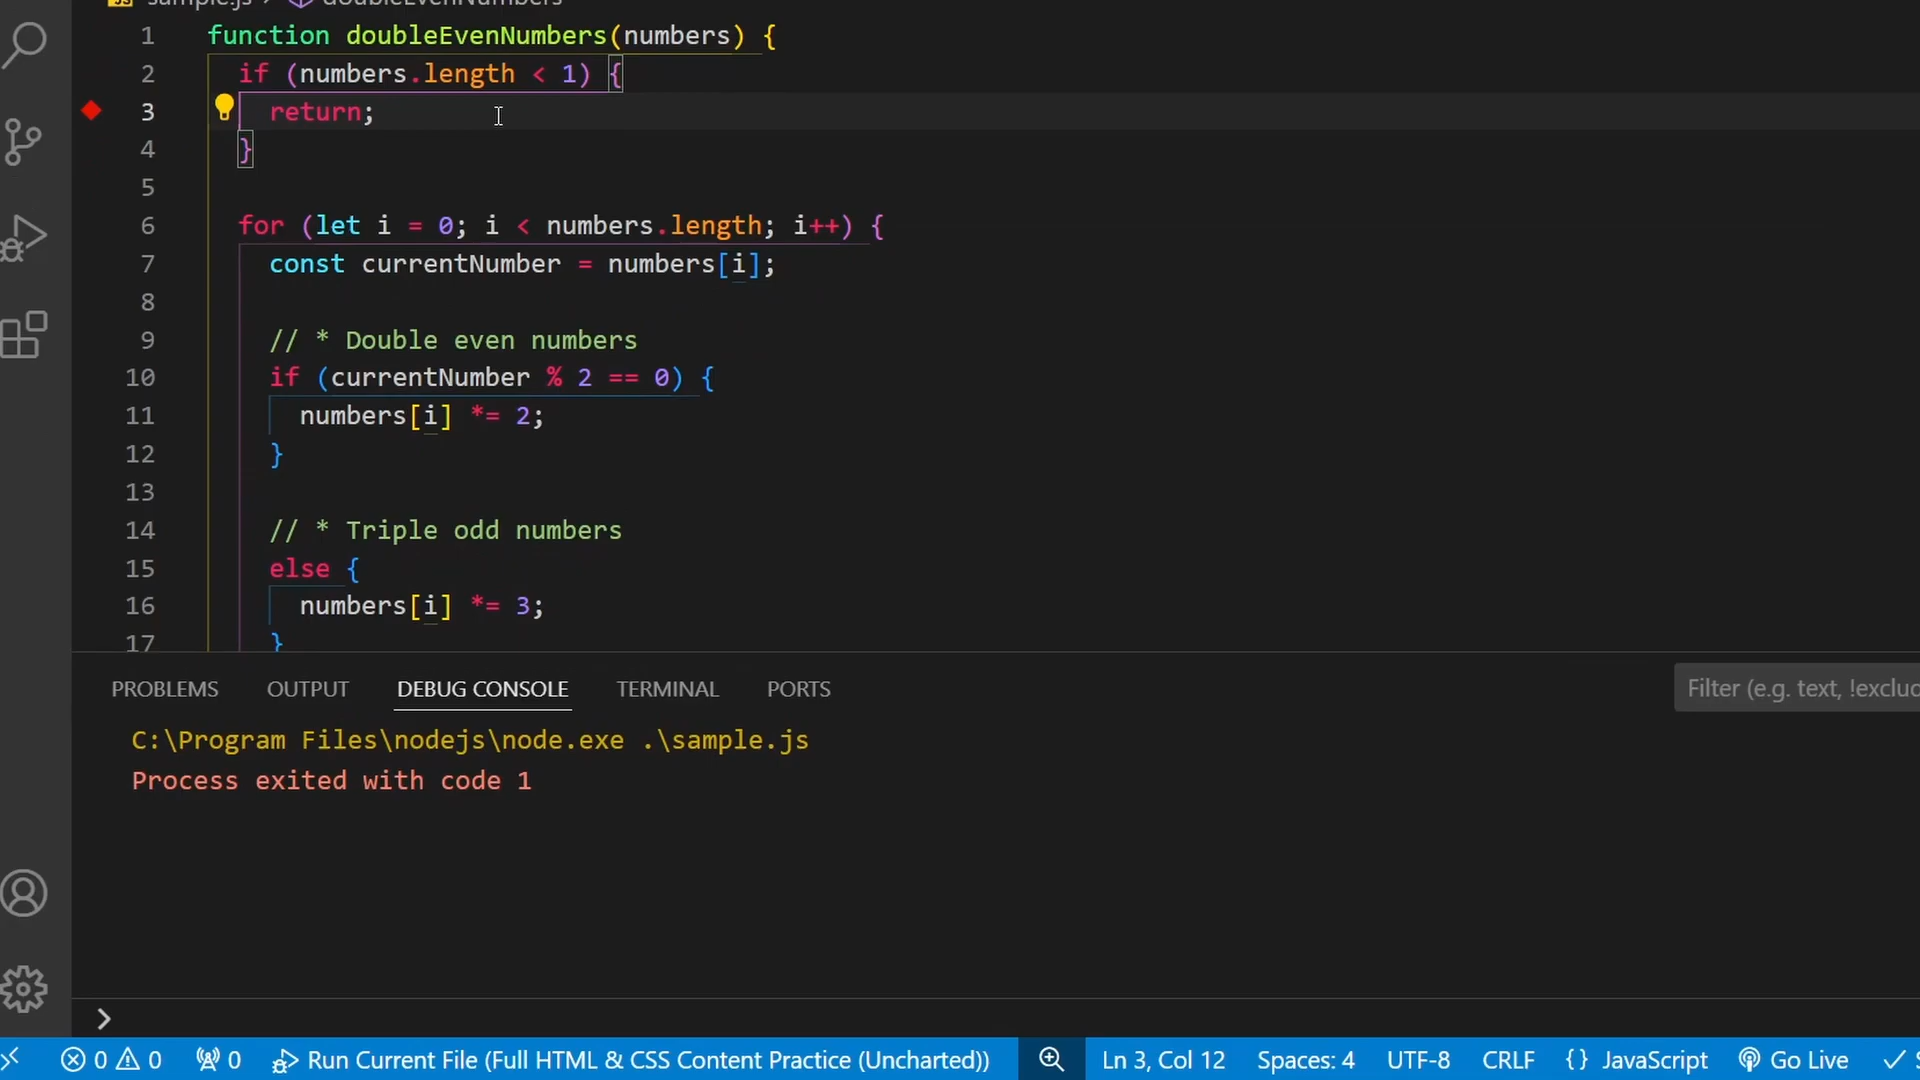 sample.js > doubleEvenNumbers
1 function doubleEvenNumbers(numbers) {
2 if (numbers.length < 1) {
3 return;
4 }
5
6 for (let i = 0; i < numbers.length; i++) {
7 const currentNumber = numbers[i];
8
9 // * Double even numbers
10 if (currentNumber % 2 == 0) {
11 numbers[i] *= 2;
12 }
13
14 // * Triple odd numbers
15 else {
16 numbers[i] *= 3;
17 }
PROBLEMS OUTPUT DEBUG CONSOLE TERMINAL PORTS Filter (e.g. text, !exclu
C:\Program Files\nodejs\node.exe .\sample.js
Process exited with code 1
>
0 0 0 Run Current File (Full HTML & CSS Content Practice (Uncharted)) Ln 3, Col 12 Spaces: 4 UTF-8 CRLF {} JavaScript Go Live